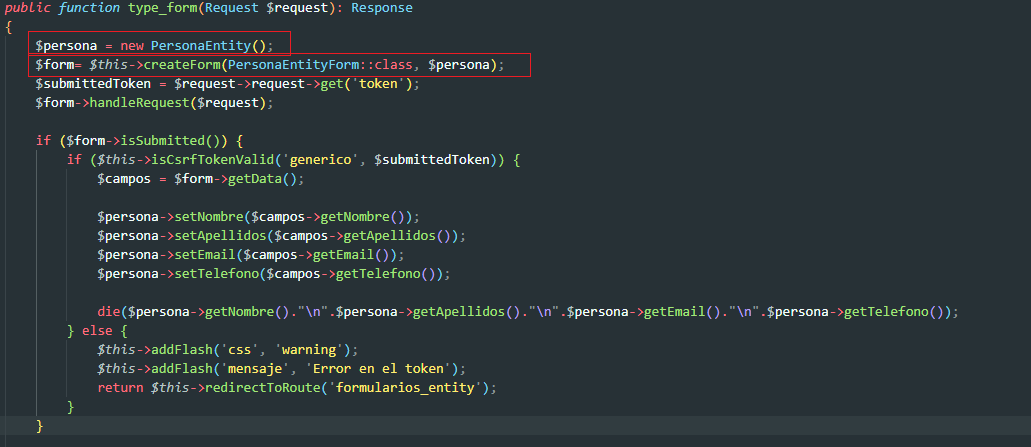 public function type_form(Request $request): Response
{
    $persona = new PersonaEntity();
    $form= $this->createForm(PersonaEntityForm::class, $persona);
    $submittedToken = $request->request->get('token');
    $form->handleRequest($request);

    if ($form->isSubmitted()) {
        if ($this->isCsrfTokenValid('generico', $submittedToken)) {
            $campos = $form->getData();

            $persona->setNombre($campos->getNombre());
            $persona->setApellidos($campos->getApellidos());
            $persona->setEmail($campos->getEmail());
            $persona->setTelefono($campos->getTelefono());

            die($persona->getNombre()."\n".$persona->getApellidos()."\n".$persona->getEmail()."\n".$persona->getTelefono());
        } else {
            $this->addFlash('css', 'warning');
            $this->addFlash('mensaje', 'Error en el token');
            return $this->redirectToRoute('formularios_entity');
        }
    }